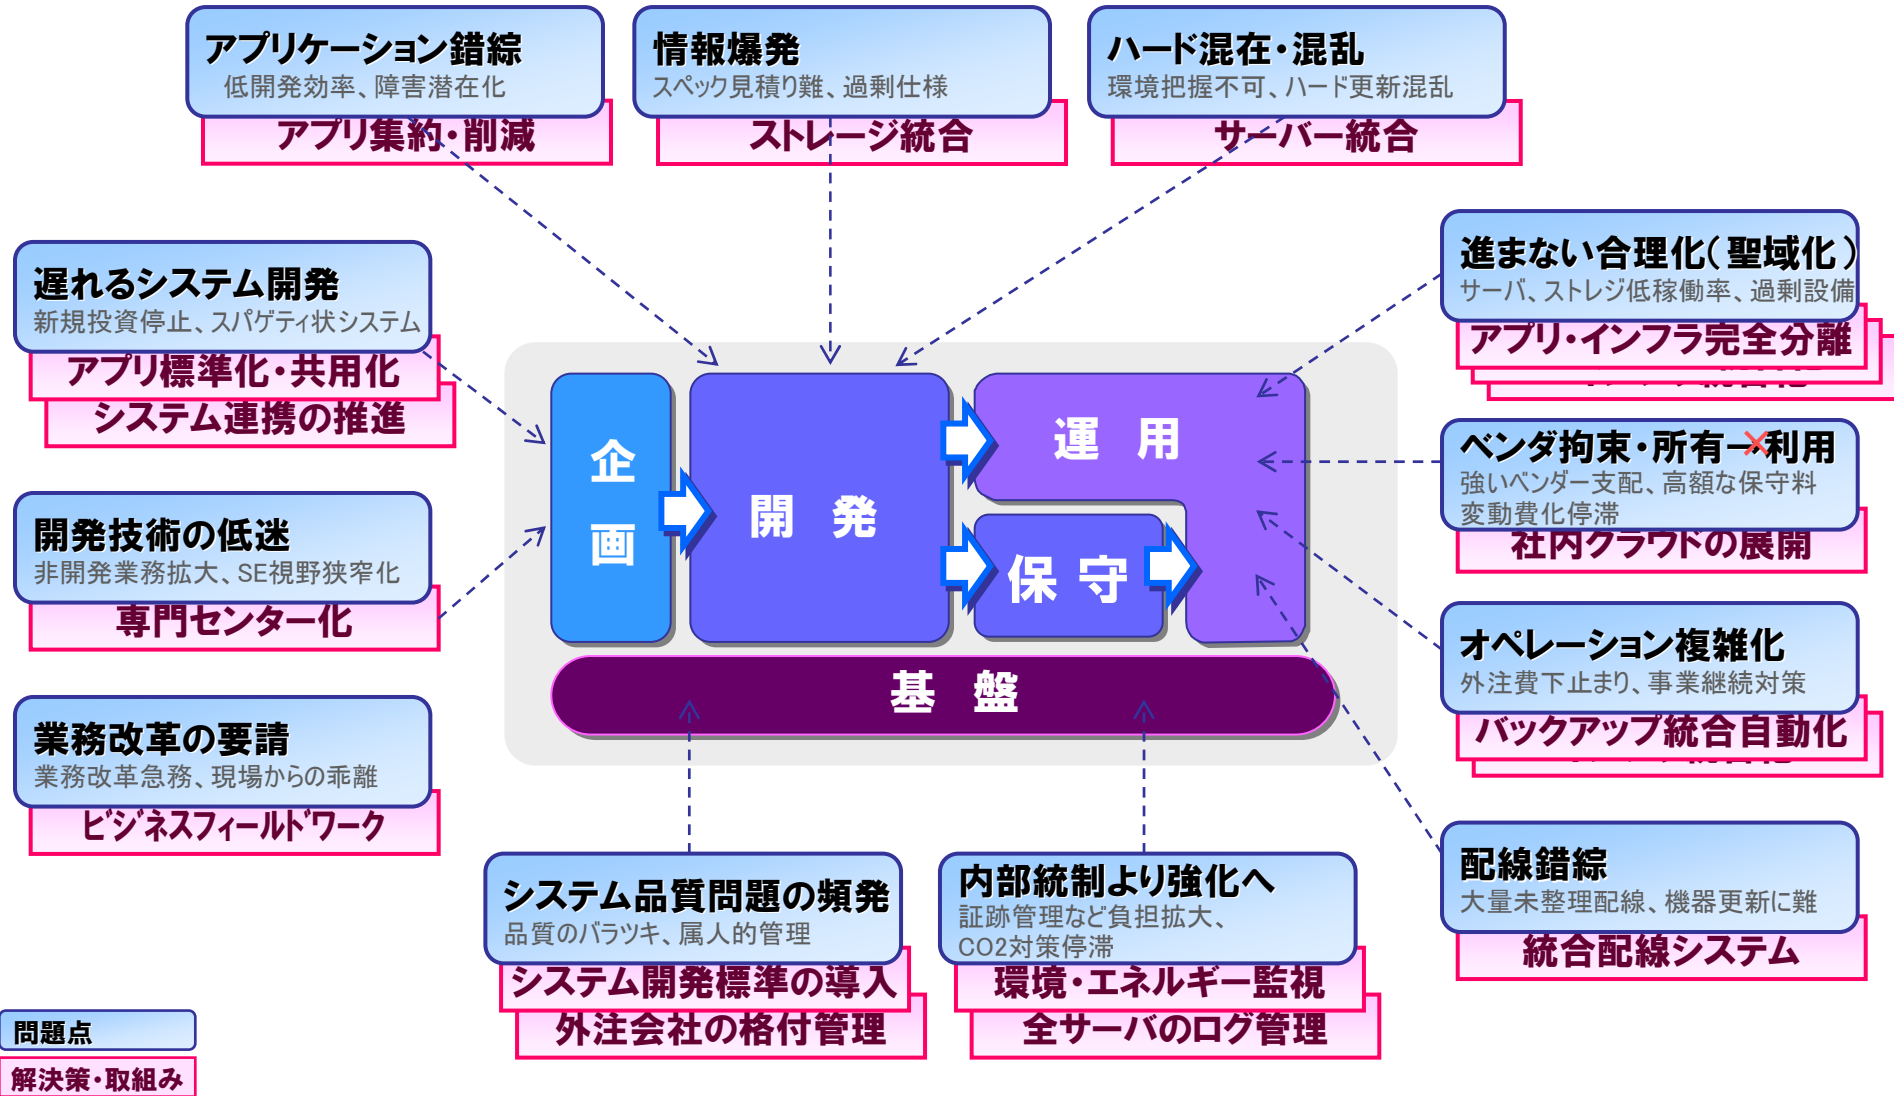 アプリケーション錯綜
低開発効率、障害潜在化
アプリ集約・削減
情報爆発
スペック見積り難、過剰仕様
ストレージ統合
ハード混在・混乱
環境把握不可、ハード更新混乱
サーバー統合
遅れるシステム開発
新規投資停止、スパゲティ状システム
アプリ標準化・共用化
システム連携の推進
開発技術の低迷
非開発業務拡大、SE視野狭窄化
専門センター化
業務改革の要請
業務改革急務、現場からの乖離
ビジネスフィールドワーク
企
画
開 発
運 用
保 守
基 盤
進まない合理化(聖域化)
サーバ、ストレジ低稼働率、過剰設備
アプリ・インフラ完全分離
ベンダ拘束・所有→利用
強いベンダー支配、高額な保守料
変動費化停滞
社内クラウドの展開
オペレーション複雑化
外注費下止まり、事業継続対策
バックアップ統合自動化
配線錯綜
大量未整理配線、機器更新に難
統合配線システム
システム品質問題の頻発
品質のバラツキ、属人的管理
システム開発標準の導入
外注会社の格付管理
内部統制より強化へ
証跡管理など負担拡大、
CO2対策停滞
環境・エネルギー監視
全サーバのログ管理
問題点
解決策・取組み